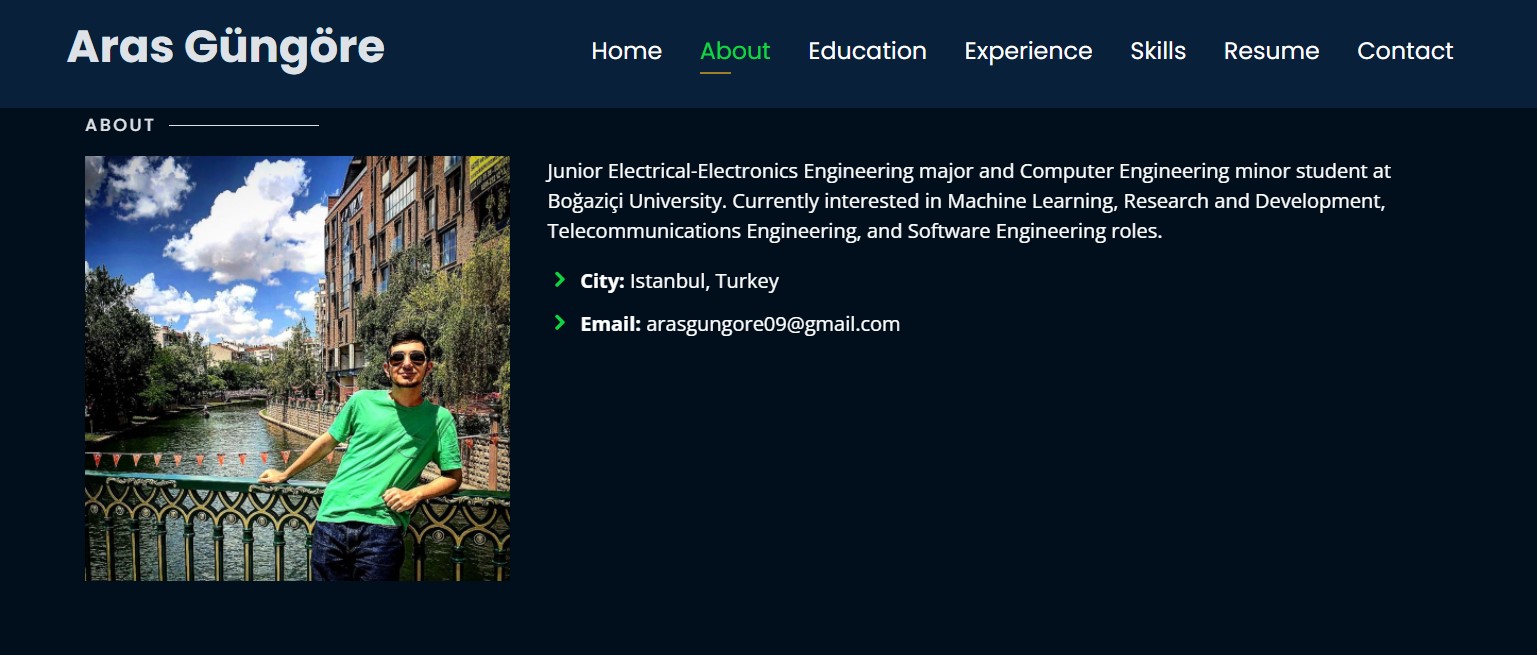 Aras Güngöre
Home About Education Experience Skills Resume Contact
ABOUT
Junior Electrical-Electronics Engineering major and Computer Engineering minor student at
Boğaziçi University. Currently interested in Machine Learning, Research and Development,
Telecommunications Engineering, and Software Engineering roles.
City: Istanbul, Turkey
Email: arasgungore09@gmail.com